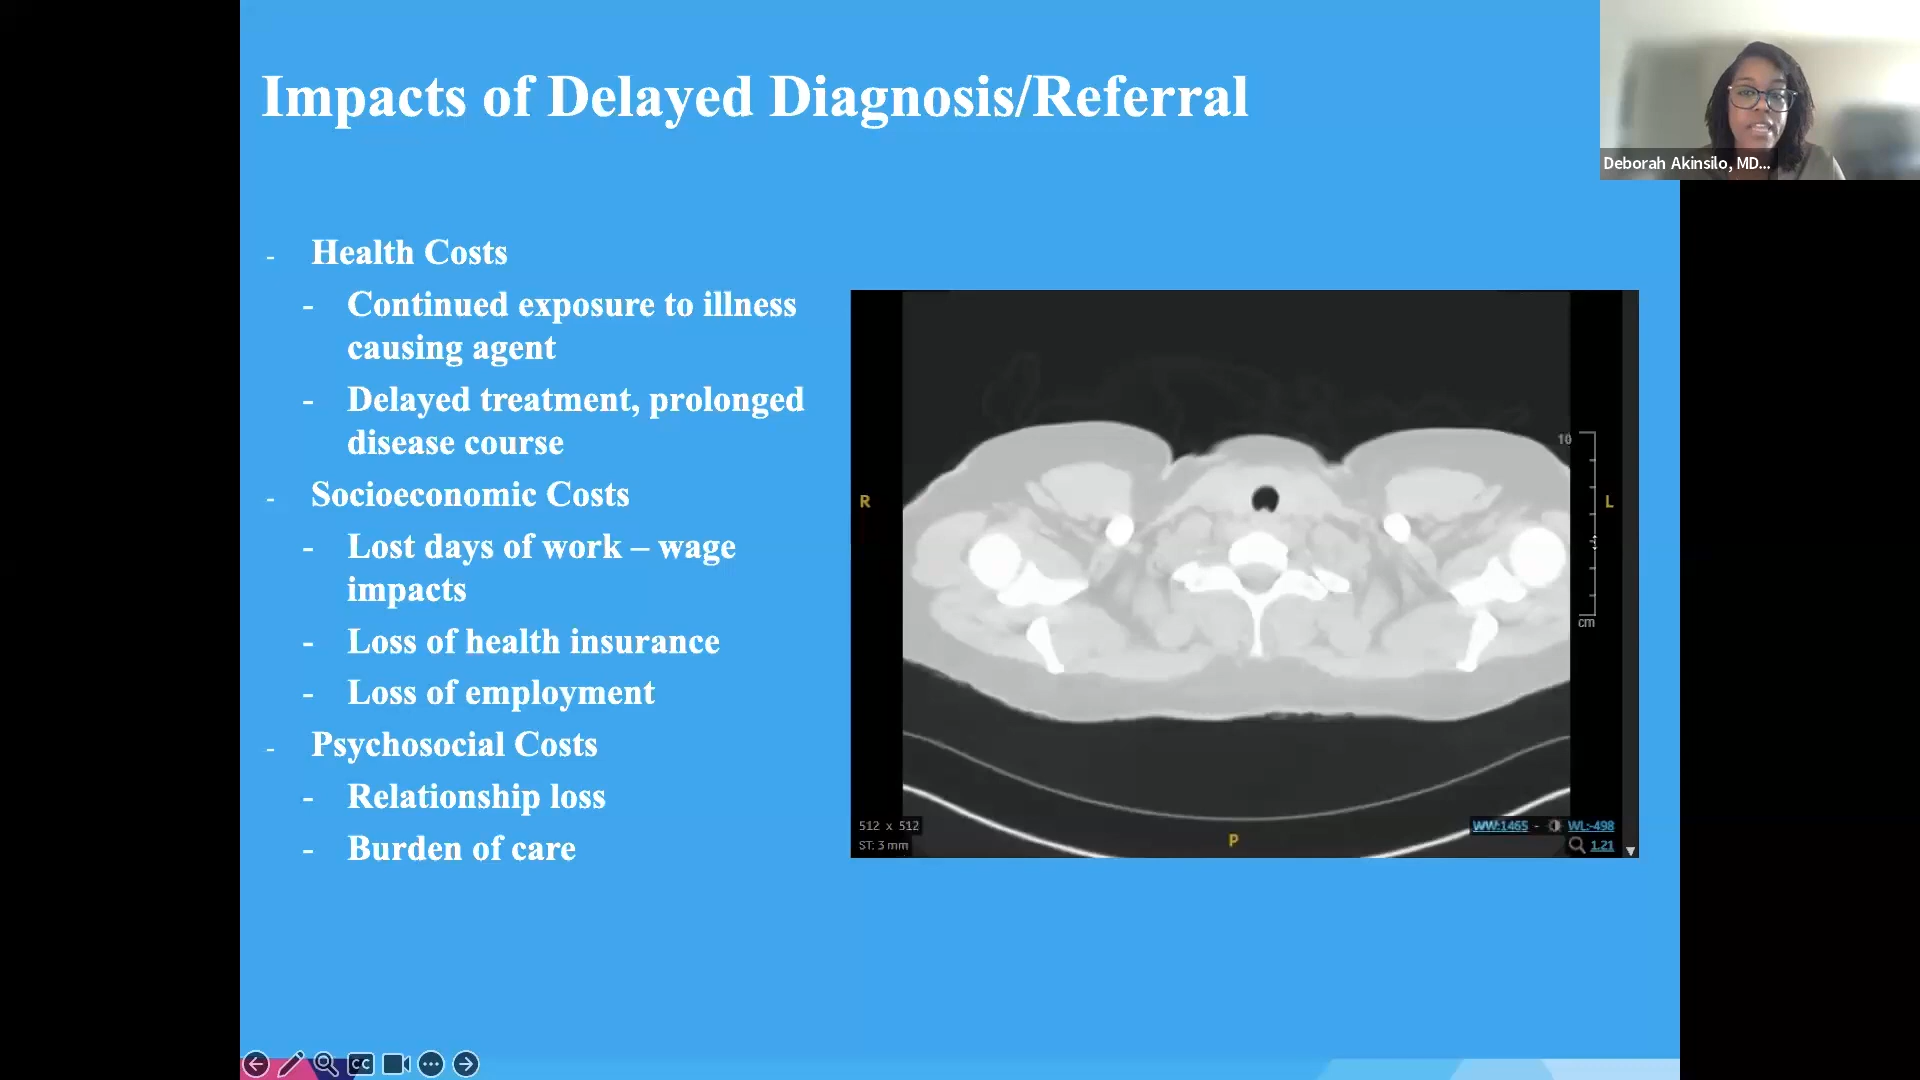 Impacts of Delayed Diagnosis/Referral
Deborah Akinsilo, MD...
- Health Costs
- Continued exposure to illness
causing agent
- Delayed treatment, prolonged
disease course
- Socioeconomic Costs
- Lost days of work – wage
impacts
- Loss of health insurance
- Loss of employment
- Psychosocial Costs
- Relationship loss
- Burden of care
10
R
L
cm
512 x 512
ST: 3 mm
P
WW:1465 - WL:-498
1.21
CC